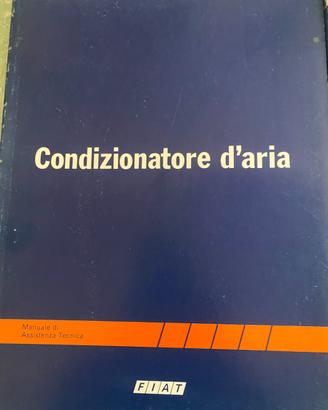 Condizionatore d'aria
Manuale di
Assistenza Tecnica
FIAT